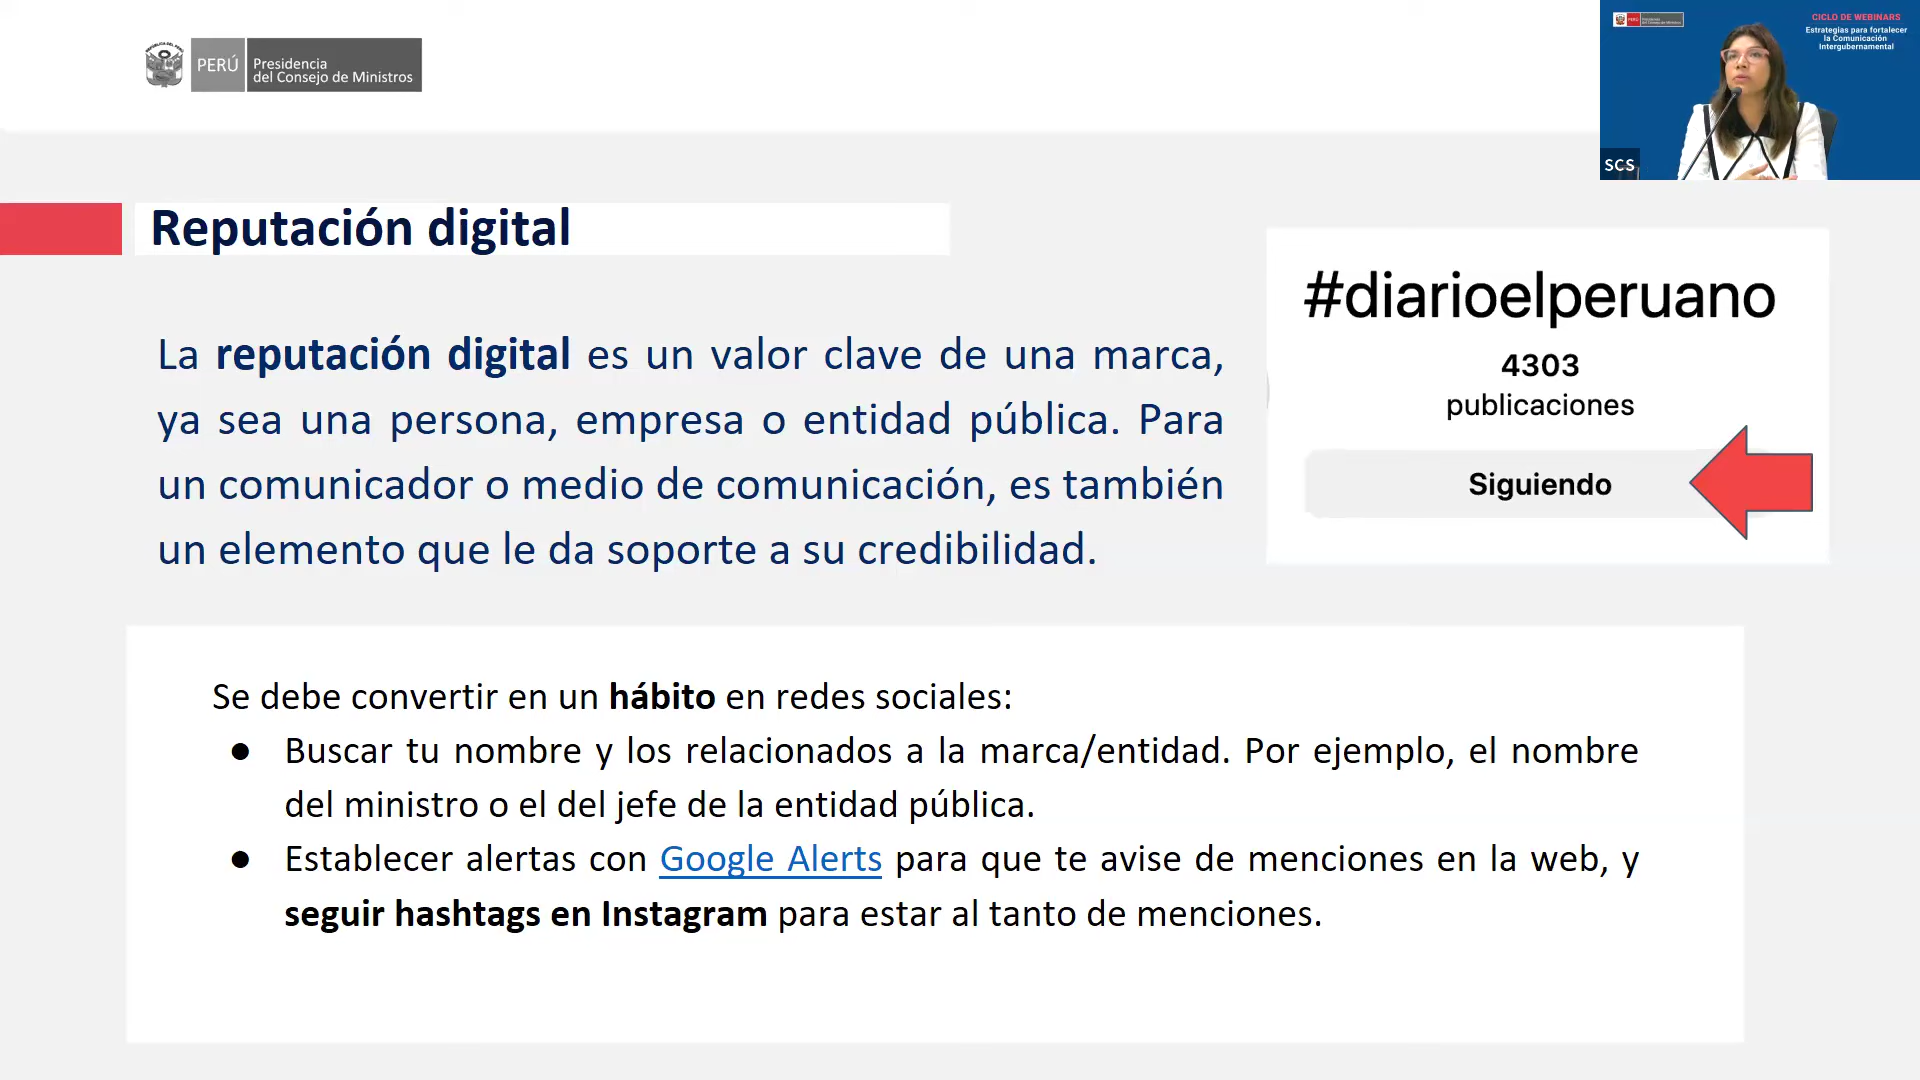 PERÚ
Presidencia
del Consejo de Ministros
CICLO DE WEBINARS
Estrategias para fortalecer
la Comunicación
Intergubernamental
SCS
Reputación digital
La reputación digital es un valor clave de una marca,
ya sea una persona, empresa o entidad pública. Para
un comunicador o medio de comunicación, es también
un elemento que le da soporte a su credibilidad.
#diarioelperuano
4303
publicaciones
Siguiendo
Se debe convertir en un hábito en redes sociales:
● Buscar tu nombre y los relacionados a la marca/entidad. Por ejemplo, el nombre
del ministro o el del jefe de la entidad pública.
● Establecer alertas con Google Alerts para que te avise de menciones en la web, y
seguir hashtags en Instagram para estar al tanto de menciones.